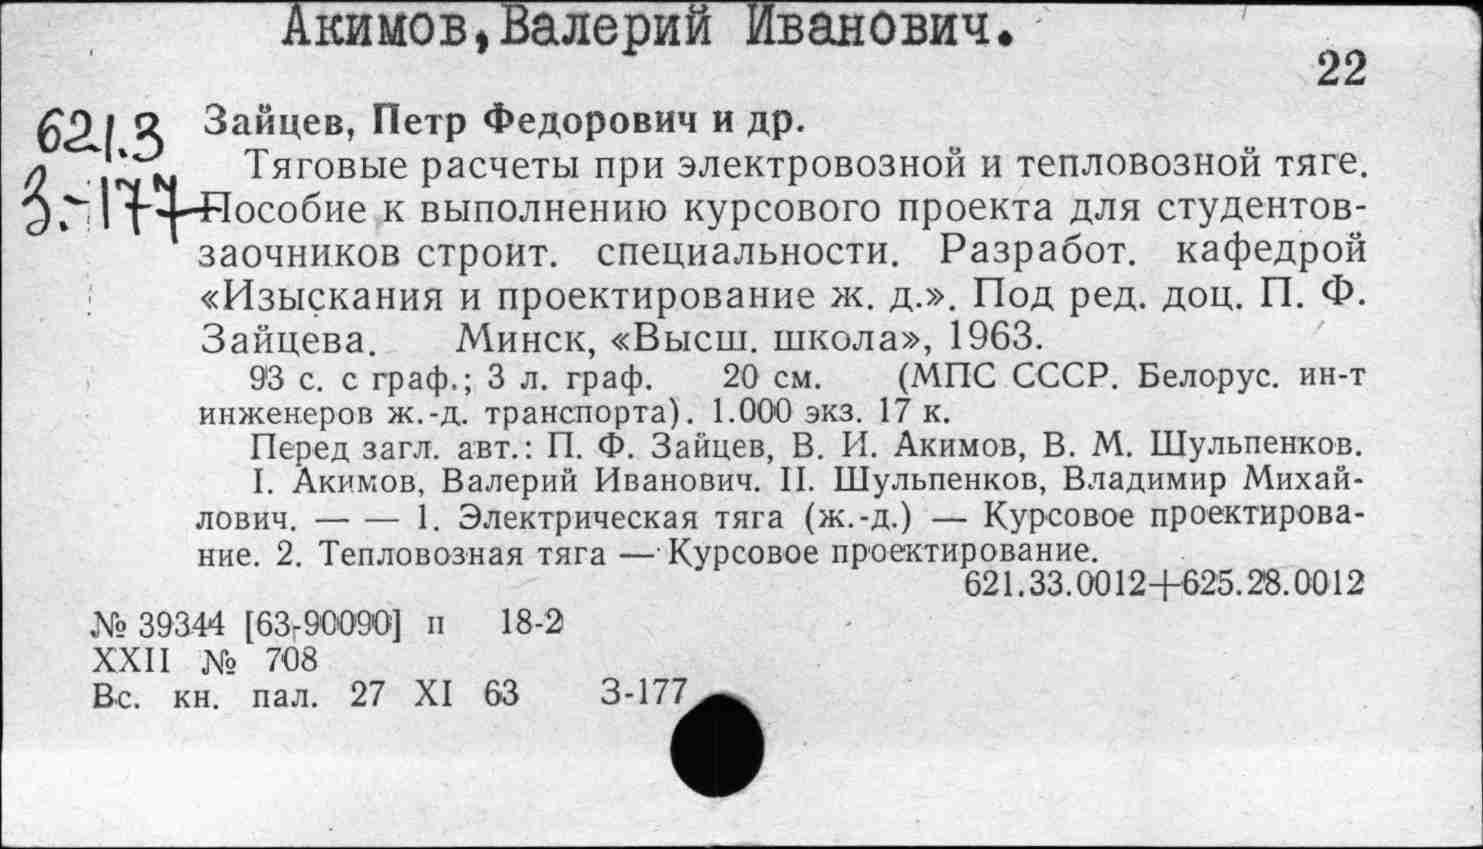 Акимов,Валерий Иванович.
22
621.3
З.-177
Зайцев, Петр Федорович и др.
Тяговые расчеты при электровозной и тепловозной тяге.
Пособие к выполнению курсового проекта для студентов-
заочников строит. специальности. Разработ. кафедрой
«Изыскания и проектирование ж. д.». Под ред. доц. П. Ф.
Зайцева. Минск, «Высш. школа», 1963.
93 с. с граф.; 3 л. граф. 20 см. (МПС СССР. Белорус. ин-т
инженеров ж.-д. транспорта). 1.000 экз. 17 к.
Перед загл. авт.: П. Ф. Зайцев, В. И. Акимов, В. М. Шульпенков.
I. Акимов, Валерий Иванович. II. Шульпенков, Владимир Михай-
лович. — — 1. Электрическая тяга (ж.-д.) — Курсовое проектирова-
ние. 2. Тепловозная тяга — Курсовое проектирование.
621.33.0012+625.28.0012
№ 39344 [63-90090] п 18-2
XXII № 708
Вс. кн. пал. 27 XI 63 З-177